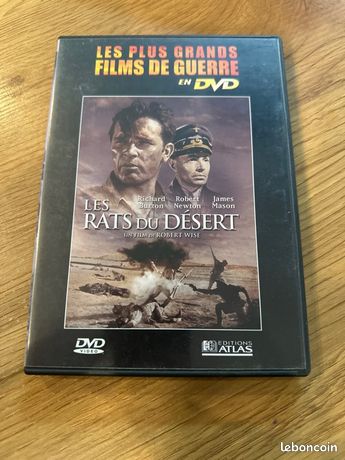 LES PLUS GRANDS
FILMS DE GUERRE
EN DVD
Richard Burton
Robert Newton
James Mason
LES
RATS DU DÉSERT
UN FILM DE ROBERT WISE
DVD
VIDEO
EDITIONS
ATLAS
leboncoin